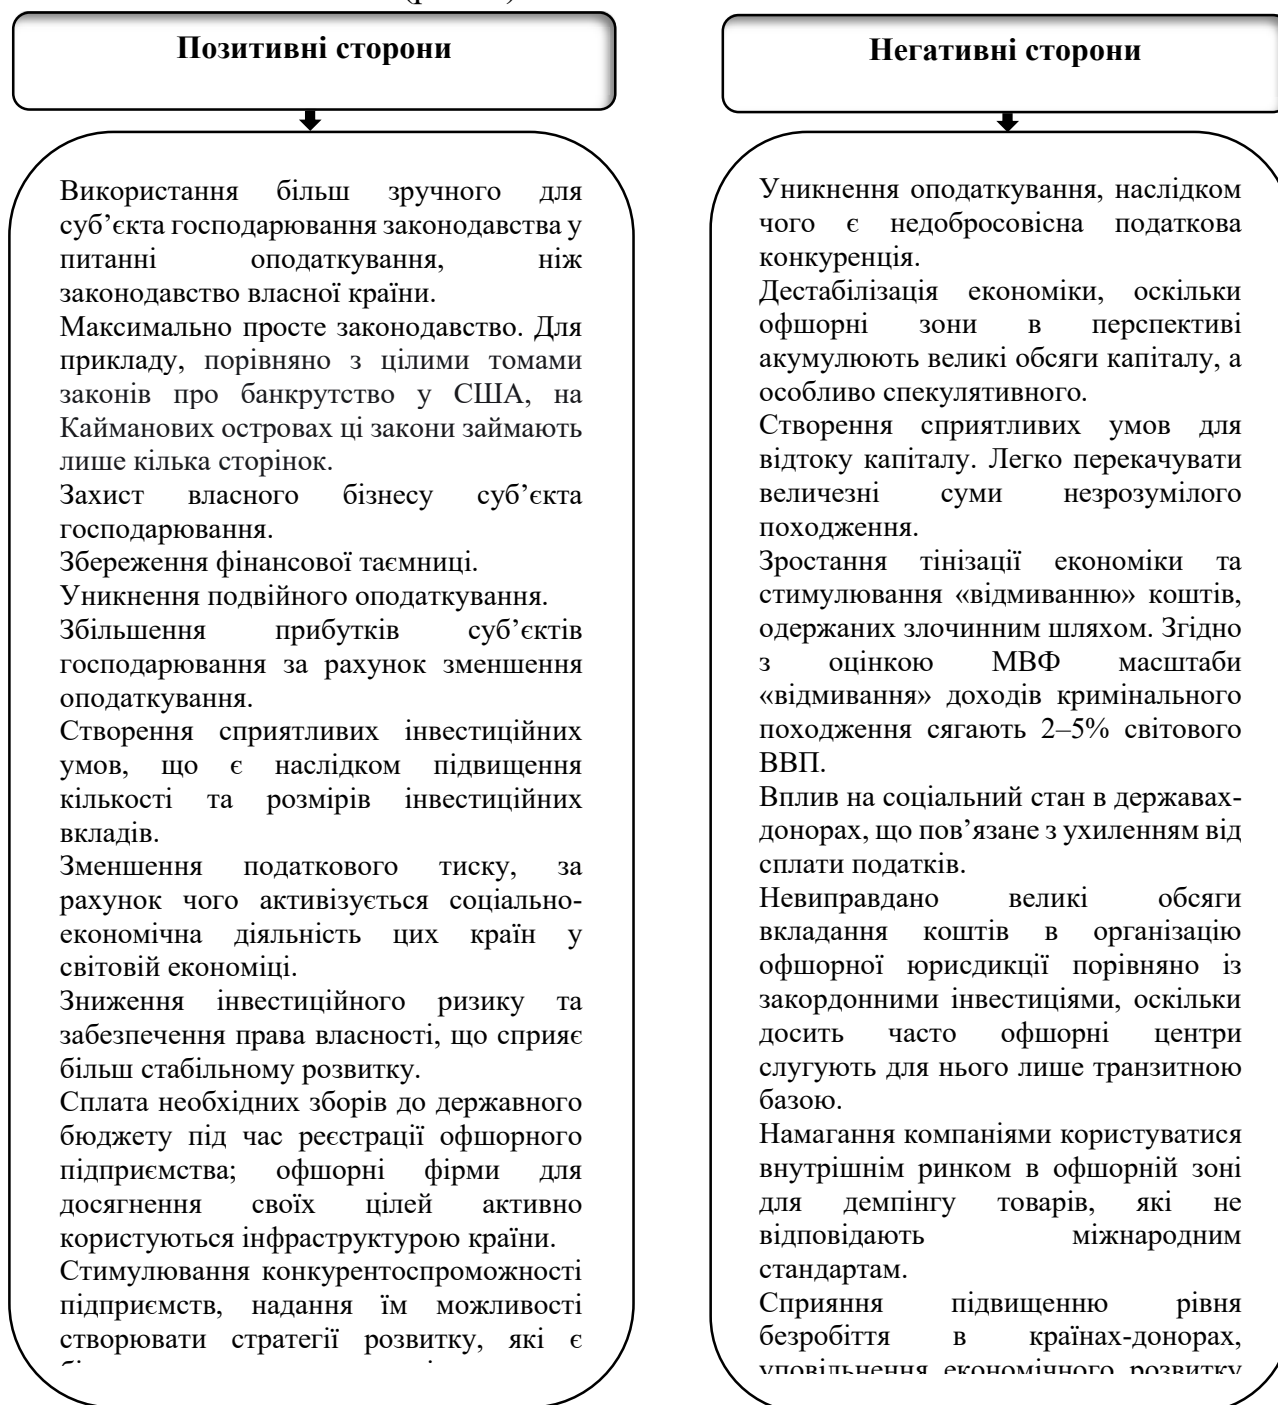 Позитивні сторони
Використання більш зручного для
суб’єкта господарювання законодавства у
питанні оподаткування, ніж
законодавство власної країни.
Максимально просте законодавство. Для
прикладу, порівняно з цілими томами
законів про банкрутство у США, на
Кайманових островах ці закони займають
лише кілька сторінок.
Захист власного бізнесу суб’єкта
господарювання.
Збереження фінансової таємниці.
Уникнення подвійного оподаткування.
Збільшення прибутків суб’єктів
господарювання за рахунок зменшення
оподаткування.
Створення сприятливих інвестиційних
умов, що є наслідком підвищення
кількості та розмірів інвестиційних
вкладів.
Зменшення податкового тиску, за
рахунок чого активізується соціально-
економічна діяльність цих країн у
світовій економіці.
Зниження інвестиційного ризику та
забезпечення права власності, що сприяє
більш стабільному розвитку.
Сплата необхідних зборів до державного
бюджету під час реєстрації офшорного
підприємства; офшорні фірми для
досягнення своїх цілей активно
користуються інфраструктурою країни.
Стимулювання конкурентоспроможності
підприємств, надання їм можливості
створювати стратегії розвитку, які є
Негативні сторони
Уникнення оподаткування, наслідком
чого є недобросовісна податкова
конкуренція.
Дестабілізація економіки, оскільки
офшорні зони в перспективі
акумулюють великі обсяги капіталу, а
особливо спекулятивного.
Створення сприятливих умов для
відтоку капіталу. Легко перекачувати
величезні суми незрозумілого
походження.
Зростання тінізації економіки та
стимулювання «відмиванню» коштів,
одержаних злочинним шляхом. Згідно
з оцінкою МВФ масштаби
«відмивання» доходів кримінального
походження сягають 2–5% світового
ВВП.
Вплив на соціальний стан в державах-
донорах, що пов’язане з ухиленням від
сплати податків.
Невиправдано великі обсяги
вкладання коштів в організацію
офшорної юрисдикції порівняно із
закордонними інвестиціями, оскільки
досить часто офшорні центри
слугують для нього лише транзитною
базою.
Намагання компаніями користуватися
внутрішнім ринком в офшорній зоні
для демпінгу товарів, які не
відповідають міжнародним
стандартам.
Сприяння підвищенню рівня
безробіття в країнах-донорах,
уповільнення економічного розвитку